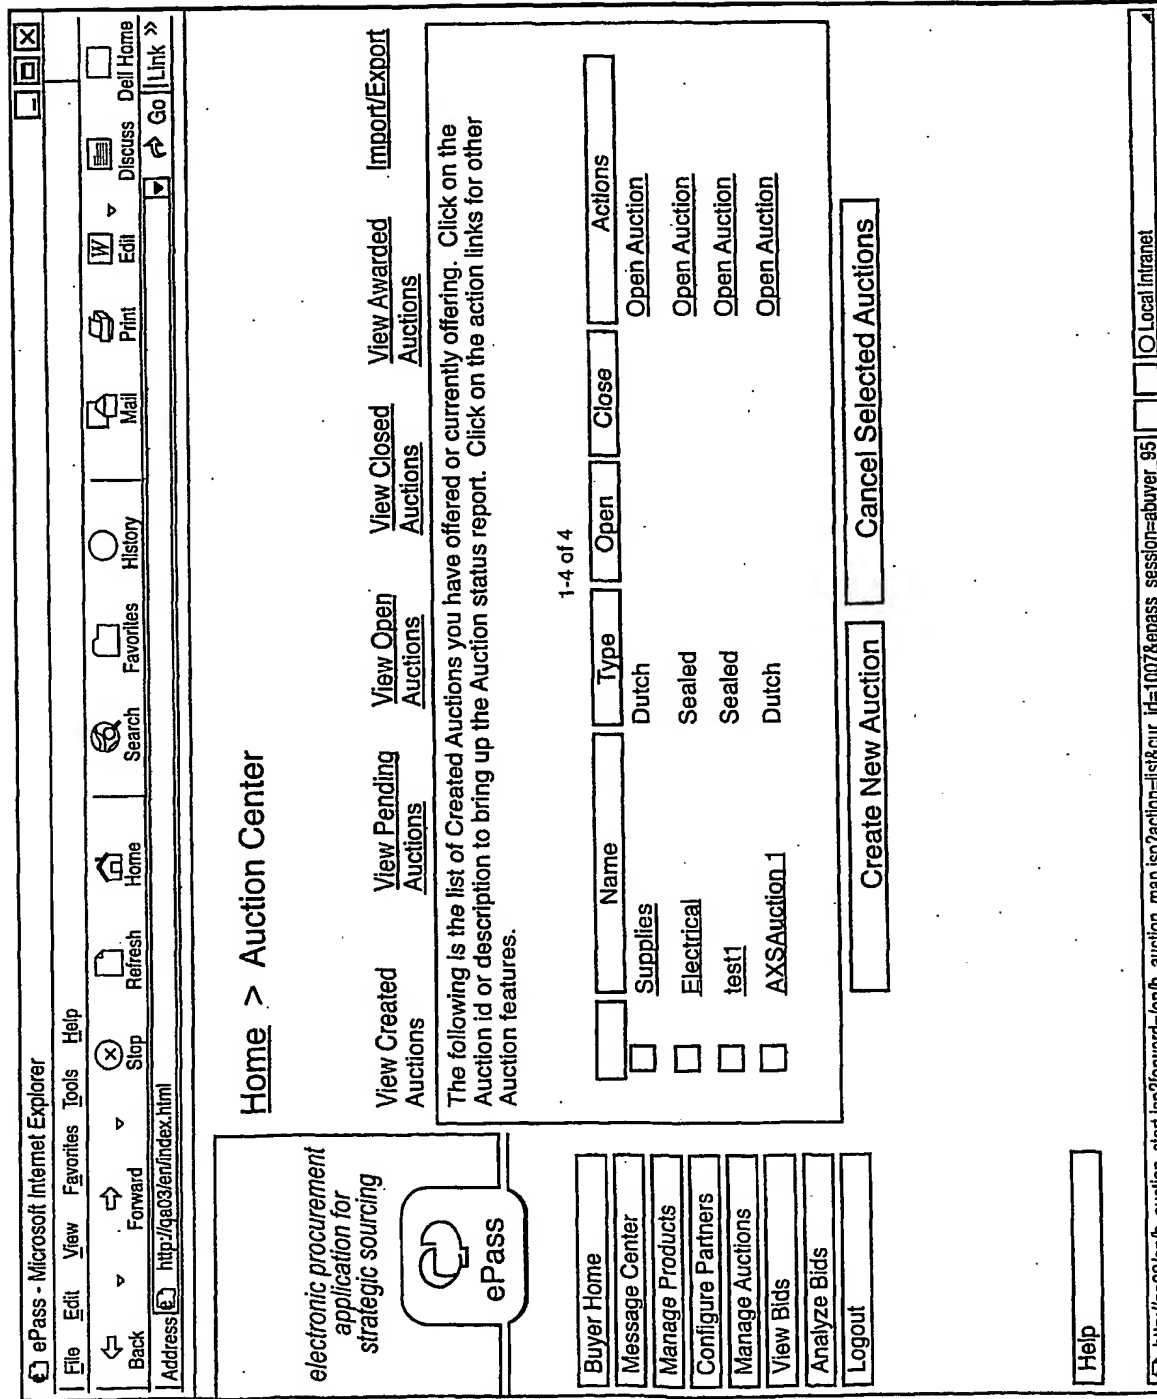 ePass - Microsoft Internet Explorer
File Edit View Favorites Tools Help
Back Forward Stop Refresh Home Search Favorites History Mail Print Edit Discuss Dell Home
Address http://qa03/en/index.html Go Link »
electronic procurement
application for
strategic sourcing
ePass
Buyer Home
Message Center
Manage Products
Configure Partners
Manage Auctions
View Bids
Analyze Bids
Logout
Help
Home > Auction Center
View Created Auctions
View Pending Auctions
View Open Auctions
View Closed Auctions
View Awarded Auctions
Import/Export
The following is the list of Created Auctions you have offered or currently offering. Click on the
Auction id or description to bring up the Auction status report. Click on the action links for other
Auction features.
1-4 of 4
Name Type Open Close Actions
Supplies Dutch Open Auction
Electrical Sealed Open Auction
test1 Sealed Open Auction
AXSAuction 1 Dutch Open Auction
Create New Auction Cancel Selected Auctions
Local intranet